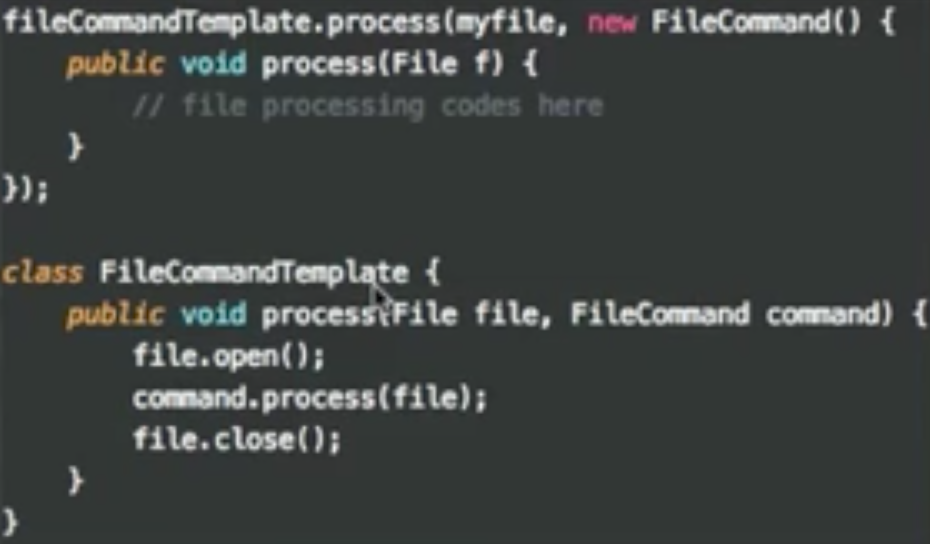 fileCommandTemplate.process(myfile, new FileCommand() {
    public void process(File f) {
        // file processing codes here
    }
});

class FileCommandTemplate {
    public void process(File file, FileCommand command) {
        file.open();
        command.process(file);
        file.close();
    }
}